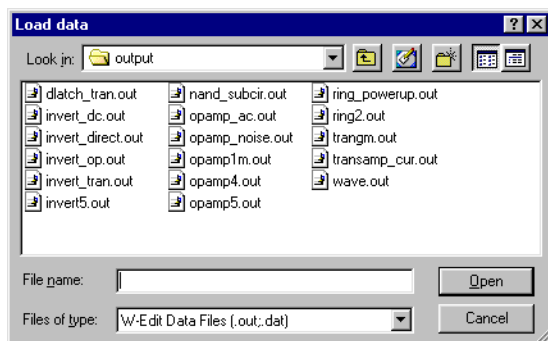 Load data
Look in: output
dlatch_tran.out
invert_dc.out
invert_direct.out
invert_op.out
invert_tran.out
invert5.out
nand_subcir.out
opamp_ac.out
opamp_noise.out
opamp1m.out
opamp4.out
opamp5.out
ring_powerup.out
ring2.out
trangm.out
transamp_cur.out
wave.out
File name:
Open
Files of type: W-Edit Data Files (.out;.dat)
Cancel